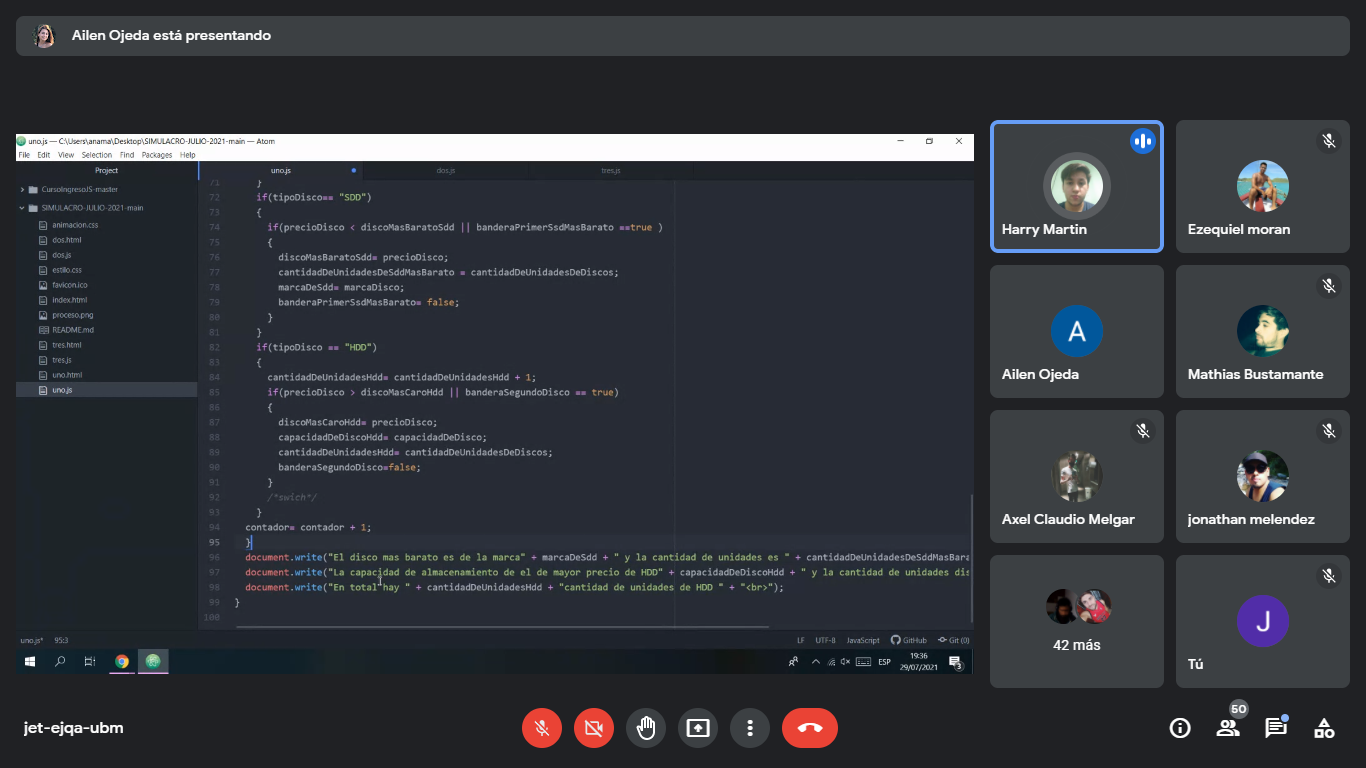 Ailen Ojeda está presentando
uno.js — C:\Users\anama\Desktop\SIMULACRO-JULIO-2021-main — Atom
File Edit View Selection Find Packages Help
Project
uno.js
dos.js
tres.js
CursoIngresoJS-master
SIMULACRO-JULIO-2021-main
animacion.css
dos.html
dos.js
estilo.css
favicon.ico
index.html
proceso.png
README.md
tres.html
tres.js
uno.html
uno.js
71 }
72 if(tipoDisco== "SDD")
73 {
74 if(precioDisco < discoMasBaratoSdd || banderaPrimerSsdMasBarato ==true )
75 {
76 discoMasBaratoSdd= precioDisco;
77 cantidadDeUnidadesDeSddMasBarato = cantidadDeUnidadesDeDiscos;
78 marcaDeSdd= marcaDisco;
79 banderaPrimerSsdMasBarato= false;
80 }
81 }
82 if(tipoDisco == "HDD")
83 {
84 cantidadDeUnidadesHdd= cantidadDeUnidadesHdd + 1;
85 if(precioDisco > discoMasCaroHdd || banderaSegundoDisco == true)
86 {
87 discoMasCaroHdd= precioDisco;
88 capacidadDeDiscoHdd= capacidadDeDisco;
89 cantidadDeUnidadesHdd= cantidadDeUnidadesDeDiscos;
90 banderaSegundoDisco=false;
91 }
92 /*swich*/
93 }
94 contador= contador + 1;
95 }
96 document.write("El disco mas barato es de la marca" + marcaDeSdd + " y la cantidad de unidades es " + cantidadDeUnidadesDeSddMasBara
97 document.write("La capacidad de almacenamiento de el de mayor precio de HDD" + capacidadDeDiscoHdd + " y la cantidad de unidades dis
98 document.write("En total hay " + cantidadDeUnidadesHdd + "cantidad de unidades de HDD " + "<br>");
99 }
100
uno.js* 95:3
LF UTF-8 JavaScript GitHub Git (0)
ESP
19:36
29/07/2021
3
Harry Martin
Ezequiel moran
A
Ailen Ojeda
Mathias Bustamante
Axel Claudio Melgar
jonathan melendez
42 más
J
Tú
jet-ejqa-ubm
50